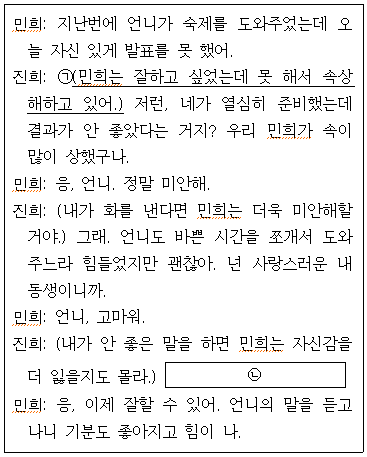 민희: 지난번에 언니가 숙제를 도와주었는데 오
늘 자신 있게 발표를 못 했어.
진희: ㉠(민희는 잘하고 싶었는데 못 해서 속상
해하고 있어.) 저런, 네가 열심히 준비했는데
결과가 안 좋았다는 거지? 우리 민희가 속이
많이 상했구나.
민희: 응, 언니. 정말 미안해.
진희: (내가 화를 낸다면 민희는 더욱 미안해할
거야.) 그래. 언니도 바쁜 시간을 쪼개서 도와
주느라 힘들었지만 괜찮아. 넌 사랑스러운 내
동생이니까.
민희: 언니, 고마워.
진희: (내가 안 좋은 말을 하면 민희는 자신감을
더 잃을지도 몰라.) ㉡
민희: 응, 이제 잘할 수 있어. 언니의 말을 듣고
나니 기분도 좋아지고 힘이 나.